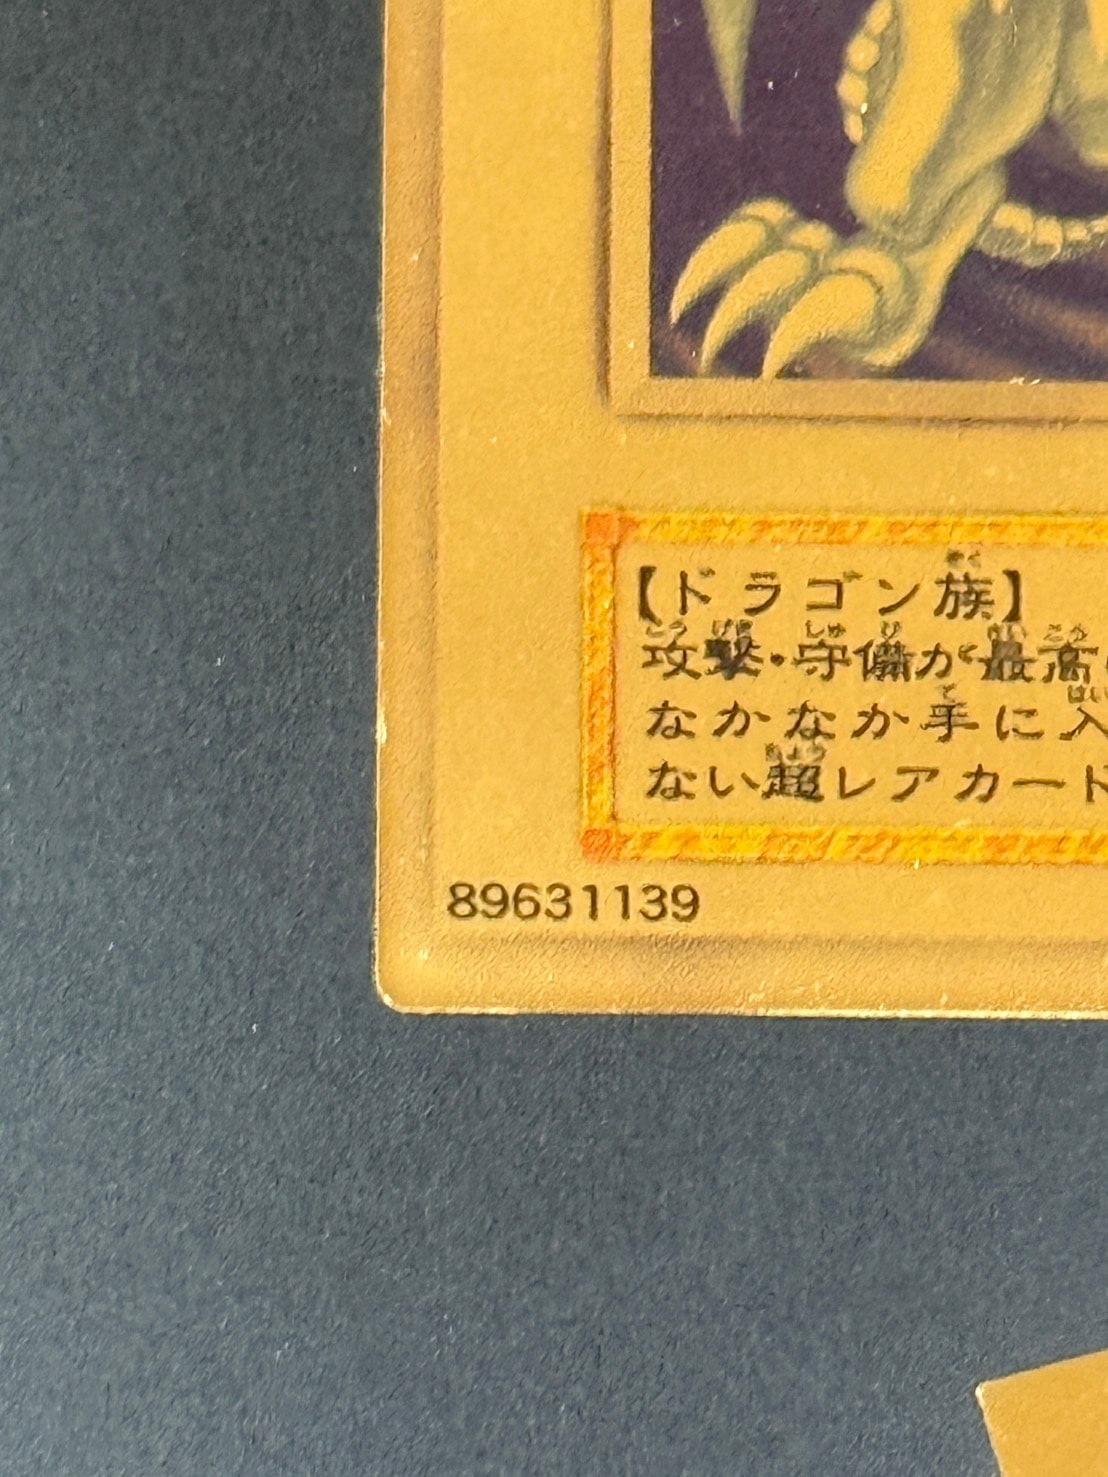 【ドラゴン族】
攻撃・守備が最高
なかなか手に入
ない超レアカード
89631139